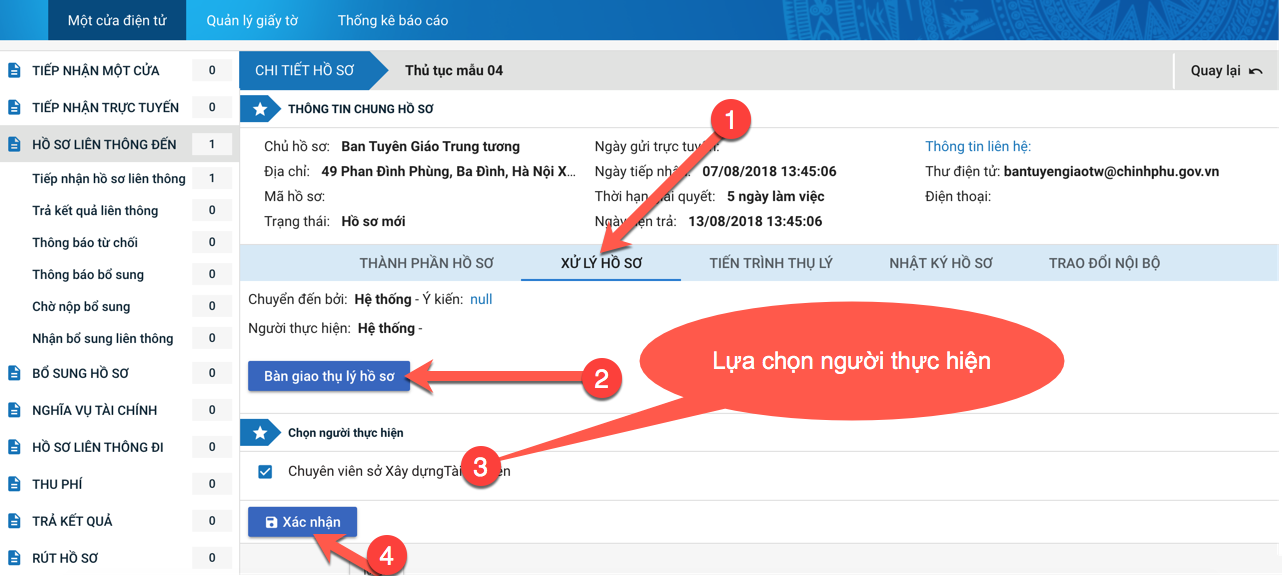 Một cửa điện tử Quản lý giấy tờ Thống kê báo cáo
TIẾP NHẬN MỘT CỬA 0
TIẾP NHẬN TRỰC TUYẾN 0
HỒ SƠ LIÊN THÔNG ĐẾN 1
Tiếp nhận hồ sơ liên thông 1
Trả kết quả liên thông 0
Thông báo từ chối 0
Thông báo bổ sung 0
Chờ nộp bổ sung 0
Nhận bổ sung liên thông 0
BỔ SUNG HỒ SƠ 0
NGHĨA VỤ TÀI CHÍNH 0
HỒ SƠ LIÊN THÔNG ĐI 0
THU PHÍ 0
TRẢ KẾT QUẢ 0
RÚT HỒ SƠ 0
CHI TIẾT HỒ SƠ Thủ tục mẫu 04 Quay lại
THÔNG TIN CHUNG HỒ SƠ
1
Chủ hồ sơ: Ban Tuyên Giáo Trung tương
Địa chỉ: 49 Phan Đình Phùng, Ba Đình, Hà Nội X...
Mã hồ sơ:
Trạng thái: Hồ sơ mới
Ngày gửi trực tuyến:
Ngày tiếp 07/08/2018 13:45:06
Thời hạn quyết: 5 ngày làm việc
trả: 13/08/2018 13:45:06
Thông tin liên hệ:
Thư điện tử: bantuyengiaotw@chinhphu.gov.vn
Điện thoại:
THÀNH PHẦN HỒ SƠ XỬ LÝ HỒ SƠ TIẾN TRÌNH THỤ LÝ NHẬT KÝ HỒ SƠ TRAO ĐỔI NỘI BỘ
Chuyển đến bởi: Hệ thống - Ý kiến: null
Người thực hiện: Hệ thống -
Bàn giao thụ lý hồ sơ
2
Lựa chọn người thực hiện
Chọn người thực hiện
Chuyên viên sở Xây dựng
3
Xác nhận
4